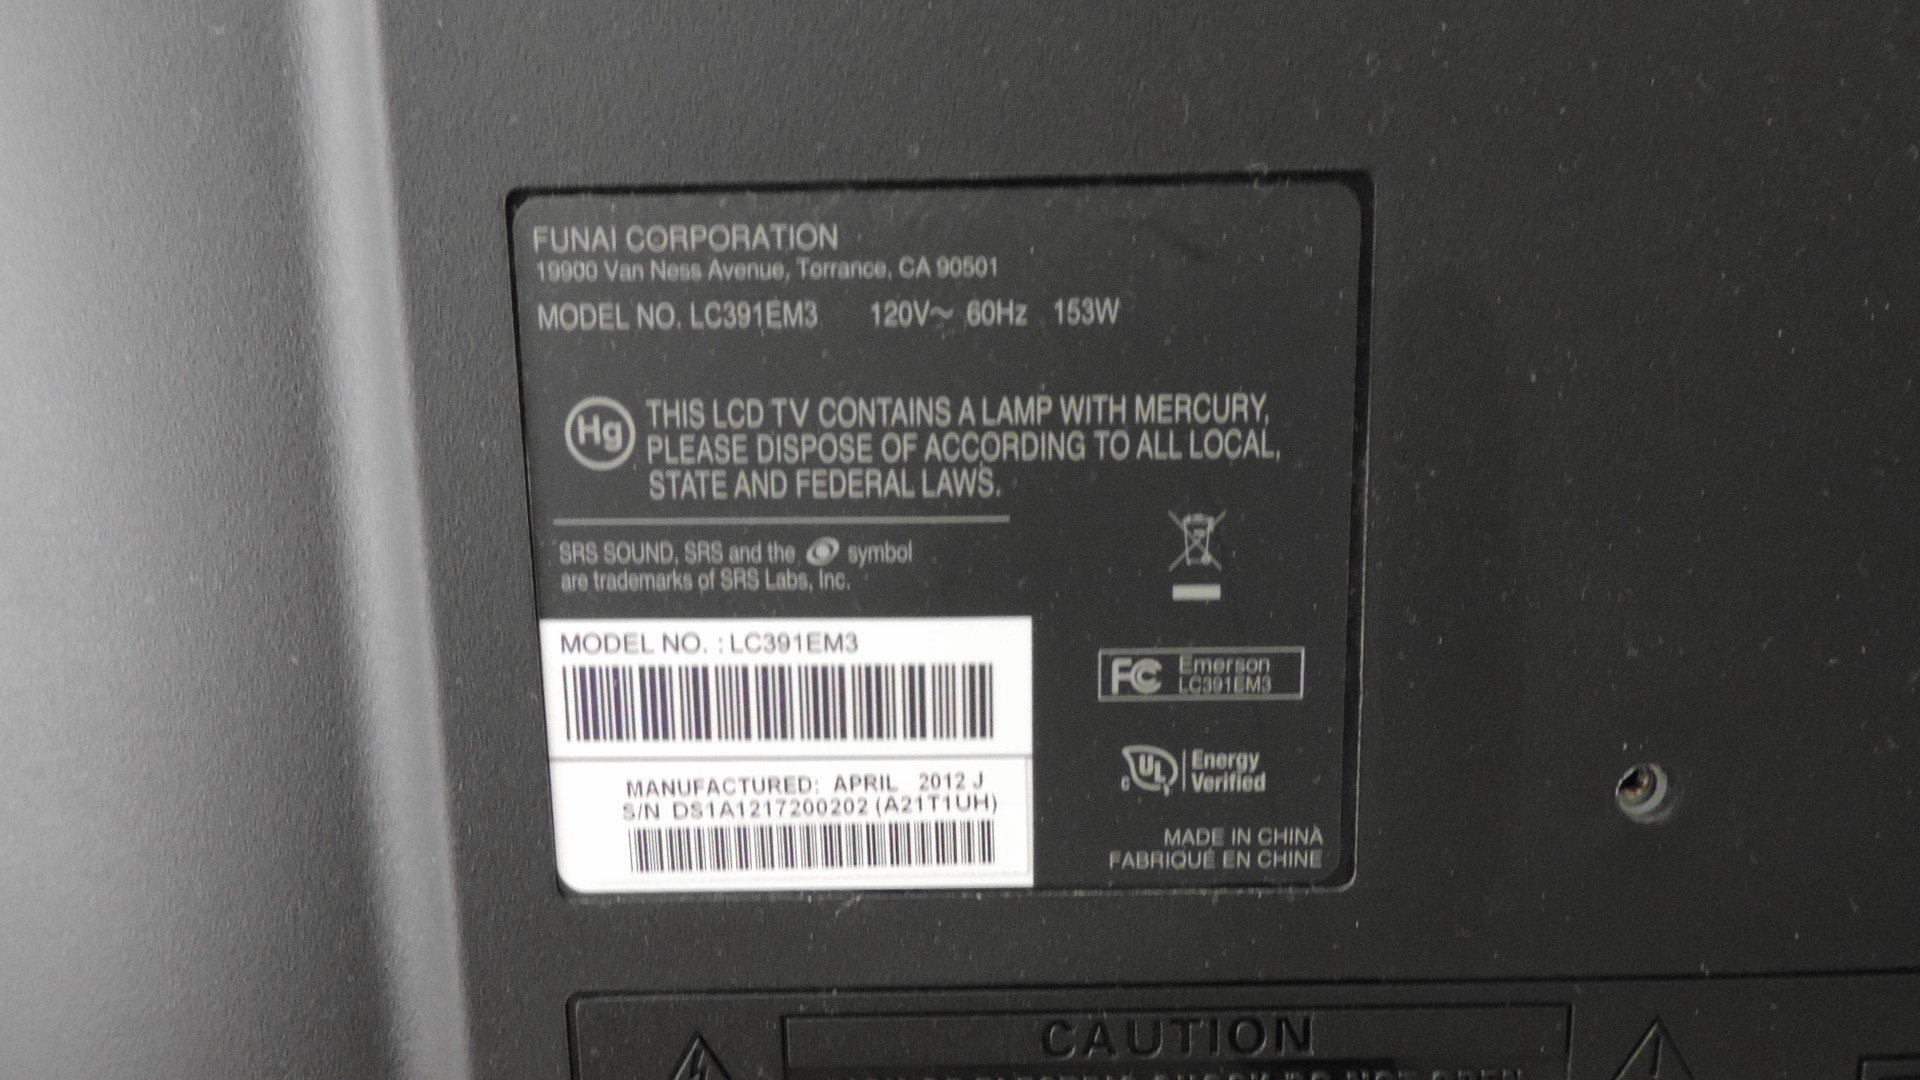 FUNAI CORPORATION
19900 Van Ness Avenue, Torrance, CA 90501
MODEL NO. LC391EM3 120V~ 60Hz 153W
Hg THIS LCD TV CONTAINS A LAMP WITH MERCURY,
PLEASE DISPOSE OF ACCORDING TO ALL LOCAL,
STATE AND FEDERAL LAWS.
SRS SOUND, SRS and the symbol
are trademarks of SRS Labs, Inc.
MODEL NO. : LC391EM3
MANUFACTURED: APRIL 2012 J
S/N DS1A1217200202 (A21T1UH)
FC Emerson
LC391EM3
c UL Energy
Verified
MADE IN CHINA
FABRIQUÉ EN CHINE
CAUTION
DO NOT OPEN